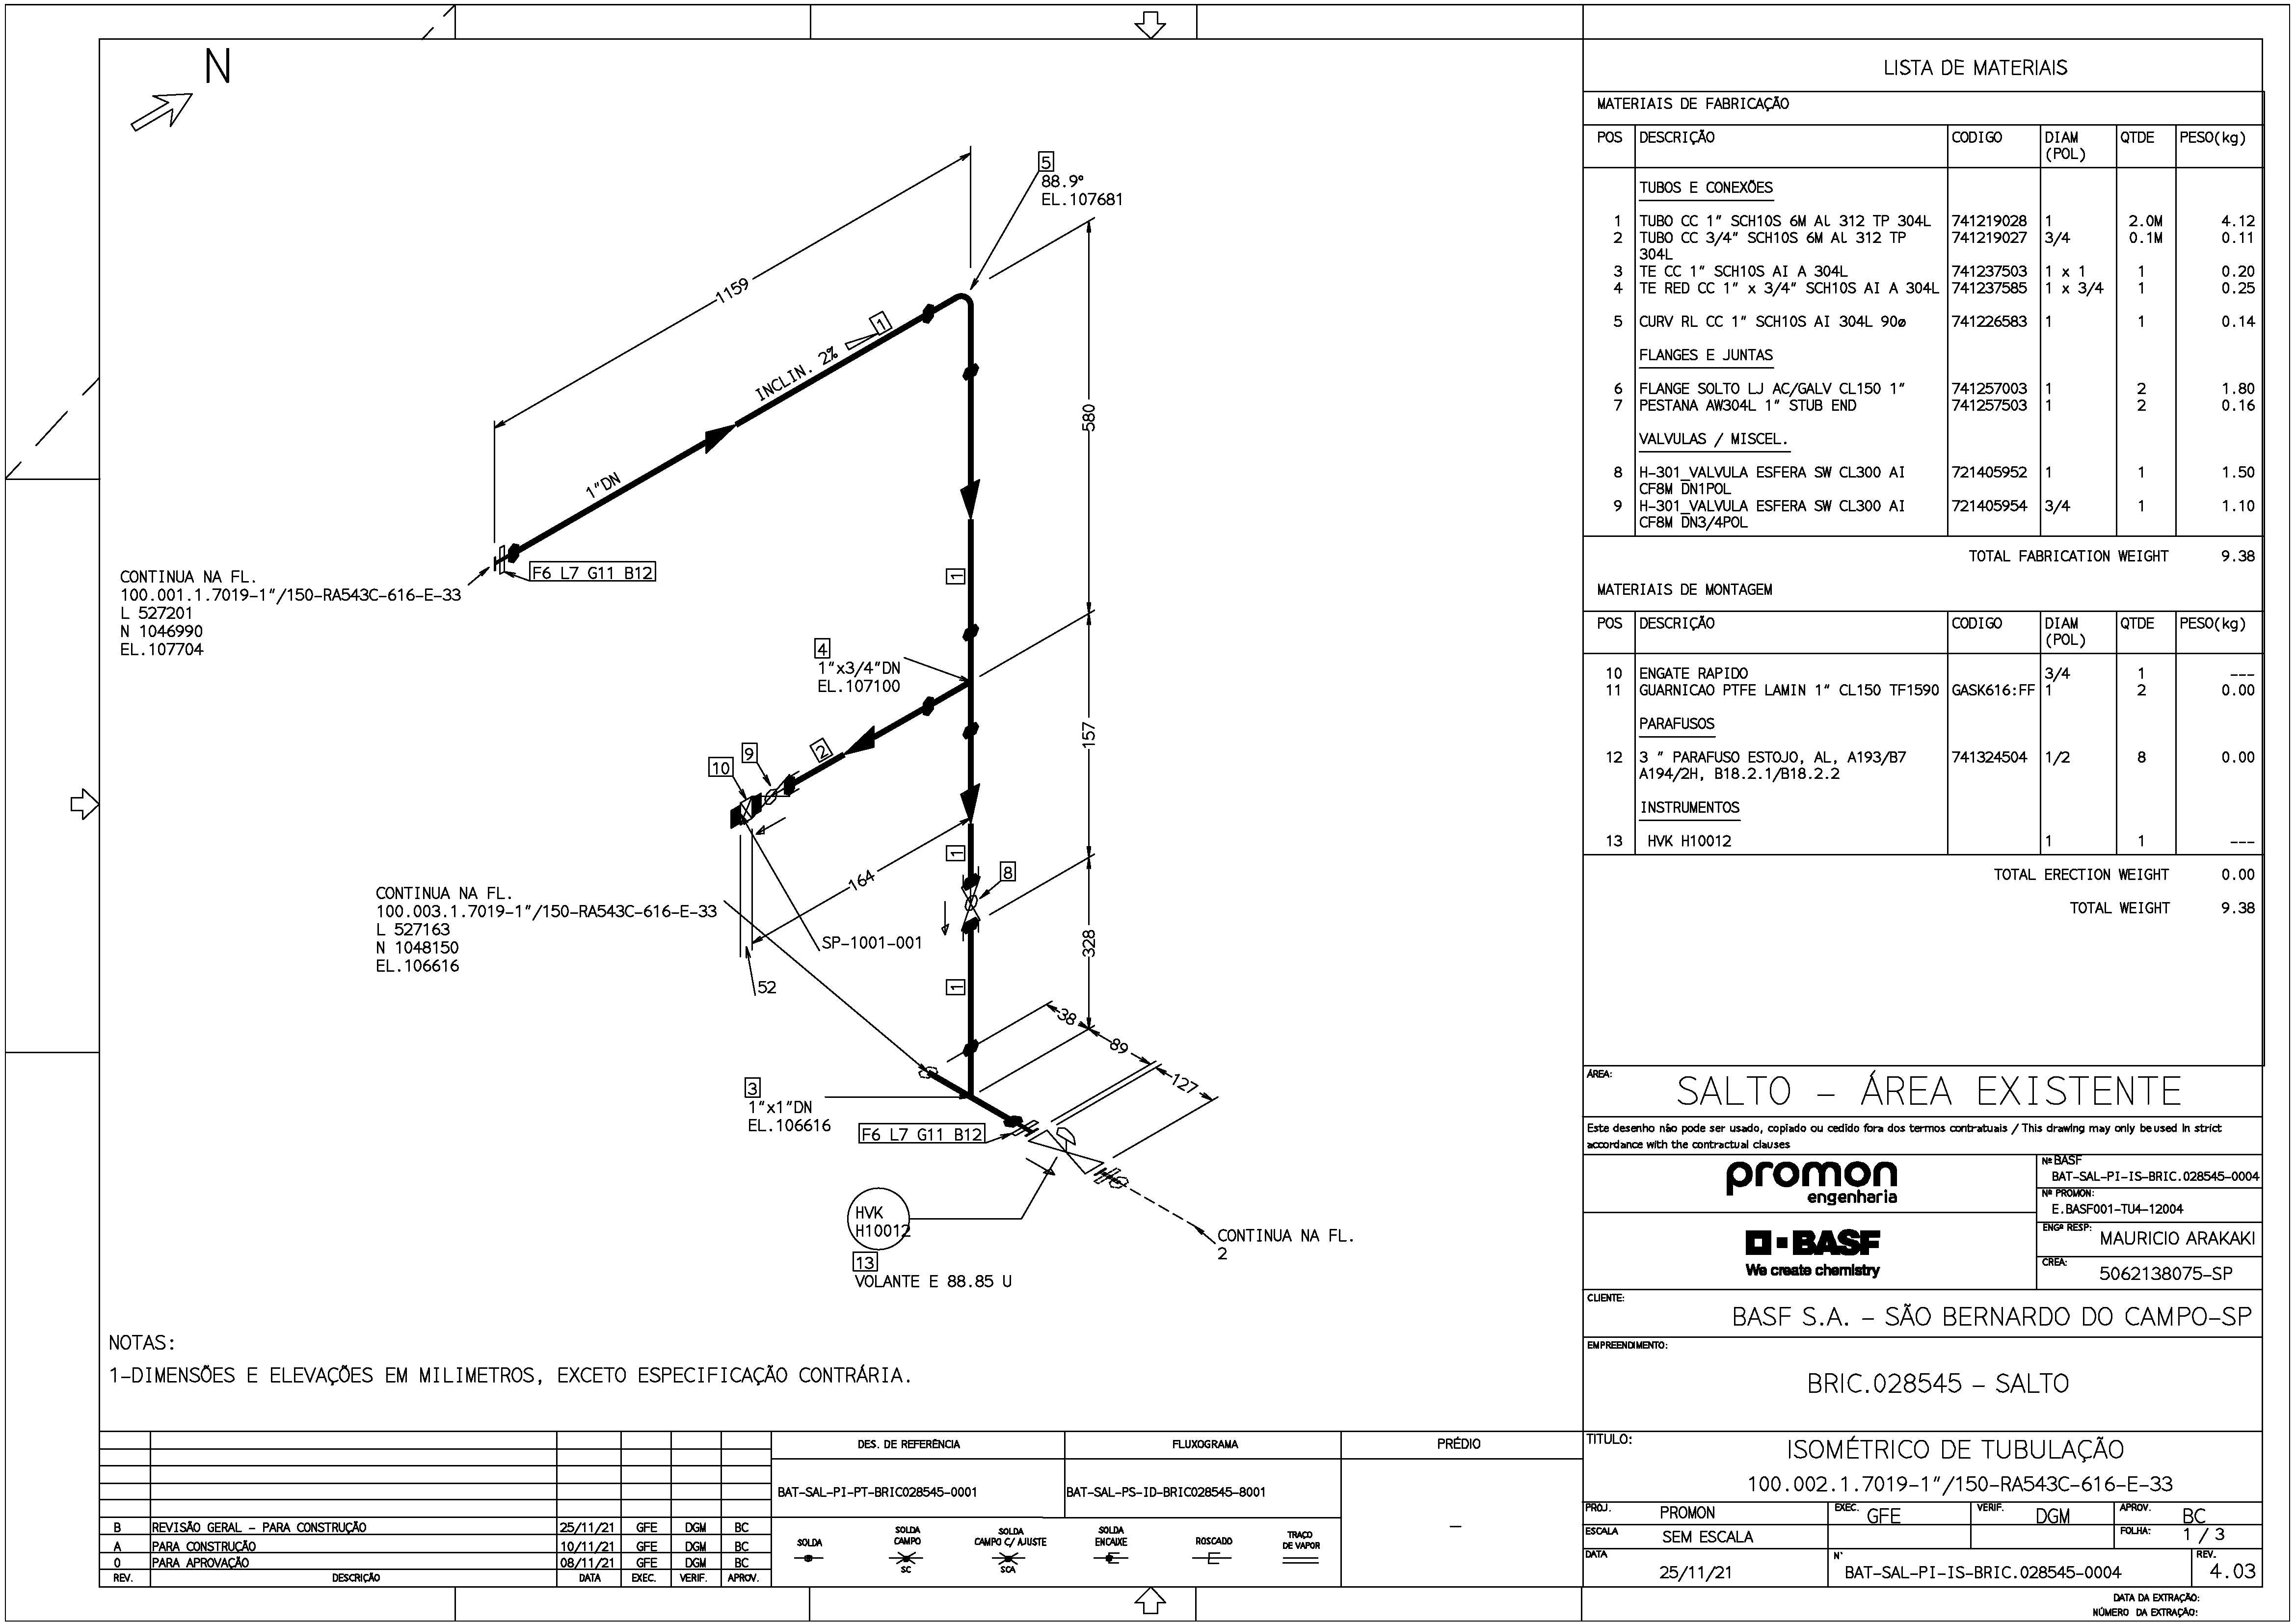 N
5
88.9°
EL.107681
1159
1
INCLIN. 2%
1"DN
580
F6 L7 G11 B12
CONTINUA NA FL.
100.001.1.7019-1"/150-RA543C-616-E-33
L 527201
N 1046990
EL.107704
1
4
1"x3/4"DN
EL.107100
157
2
9
10
1
8
164
CONTINUA NA FL.
100.003.1.7019-1"/150-RA543C-616-E-33
L 527163
N 1048150
EL.106616
SP-1001-001
328
52
1
38
89
127
3
1"x1"DN
EL.106616
F6 L7 G11 B12
HVK
H10012
13
VOLANTE E 88.85 U
CONTINUA NA FL.
2
NOTAS:
1-DIMENSÕES E ELEVAÇÕES EM MILIMETROS, EXCETO ESPECIFICAÇÃO CONTRÁRIA.
LISTA DE MATERIAIS
MATERIAIS DE FABRICAÇÃO
POS DESCRIÇÃO CODIGO DIAM (POL) QTDE PESO(kg)
TUBOS E CONEXÕES
1 TUBO CC 1" SCH10S 6M AL 312 TP 304L 741219028 1 2.0M 4.12
2 TUBO CC 3/4" SCH10S 6M AL 312 TP 741219027 3/4 0.1M 0.11
304L
3 TE CC 1" SCH10S AI A 304L 741237503 1 x 1 1 0.20
4 TE RED CC 1" x 3/4" SCH10S AI A 304L 741237585 1 x 3/4 1 0.25
5 CURV RL CC 1" SCH10S AI 304L 90ø 741226583 1 1 0.14
FLANGES E JUNTAS
6 FLANGE SOLTO LJ AC/GALV CL150 1" 741257003 1 2 1.80
7 PESTANA AW304L 1" STUB END 741257503 1 2 0.16
VALVULAS / MISCEL.
8 H-301_VALVULA ESFERA SW CL300 AI 721405952 1 1 1.50
CF8M DN1POL
9 H-301_VALVULA ESFERA SW CL300 AI 721405954 3/4 1 1.10
CF8M DN3/4POL
TOTAL FABRICATION WEIGHT 9.38
MATERIAIS DE MONTAGEM
POS DESCRIÇÃO CODIGO DIAM (POL) QTDE PESO(kg)
10 ENGATE RAPIDO 3/4 1 ---
11 GUARNICAO PTFE LAMIN 1" CL150 TF1590 GASK616:FF 1 2 0.00
PARAFUSOS
12 3 " PARAFUSO ESTOJO, AL, A193/B7 741324504 1/2 8 0.00
A194/2H, B18.2.1/B18.2.2
INSTRUMENTOS
13 HVK H10012 1 1 ---
TOTAL ERECTION WEIGHT 0.00
TOTAL WEIGHT 9.38
ÁREA:
SALTO - ÁREA EXISTENTE
Este desenho não pode ser usado, copiado ou cedido fora dos termos contratuais / This drawing may only be used in strict
accordance with the contractual clauses
promon
engenharia
Nº BASF
BAT-SAL-PI-IS-BRIC.028545-0004
Nº PROMON:
E.BASF001-TU4-12004
BASF
We create chemistry
ENGº RESP:
MAURICIO ARAKAKI
CREA:
5062138075-SP
CLIENTE:
BASF S.A. - SÃO BERNARDO DO CAMPO-SP
EMPREENDIMENTO:
BRIC.028545 - SALTO
TITULO:
ISOMÉTRICO DE TUBULAÇÃO
100.002.1.7019-1"/150-RA543C-616-E-33
PROJ. PROMON EXEC. GFE VERIF. DGM APROV. BC
ESCALA SEM ESCALA FOLHA: 1 / 3
DATA 25/11/21 N° BAT-SAL-PI-IS-BRIC.028545-0004 REV. 4.03
DATA DA EXTRAÇÃO:
NÚMERO DA EXTRAÇÃO:
B REVISÃO GERAL - PARA CONSTRUÇÃO 25/11/21 GFE DGM BC
A PARA CONSTRUÇÃO 10/11/21 GFE DGM BC
0 PARA APROVAÇÃO 08/11/21 GFE DGM BC
REV. DESCRIÇÃO DATA EXEC. VERIF. APROV.
DES. DE REFERÊNCIA FLUXOGRAMA PRÉDIO
BAT-SAL-PI-PT-BRIC028545-0001 BAT-SAL-PS-ID-BRIC028545-8001 -
SOLDA
SOLDA CAMPO
SC
SOLDA CAMPO C/ AJUSTE
SCA
SOLDA ENCAIXE
ROSCADO
TRAÇO DE VAPOR